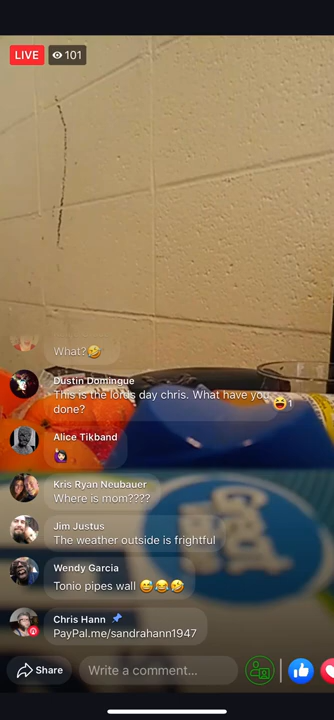 LIVE 101
What?🤣
Dustin Domingue
This is the lords day chris. What have you
done?
😆 1
Alice Tikband
🙋🏻‍♀️
Kris Ryan Neubauer
Where is mom????
Jim Justus
The weather outside is frightful
Wendy Garcia
Tonio pipes wall 😅😂🤣
Chris Hann 📌
PayPal.me/sandrahann1947
Share
Write a comment...